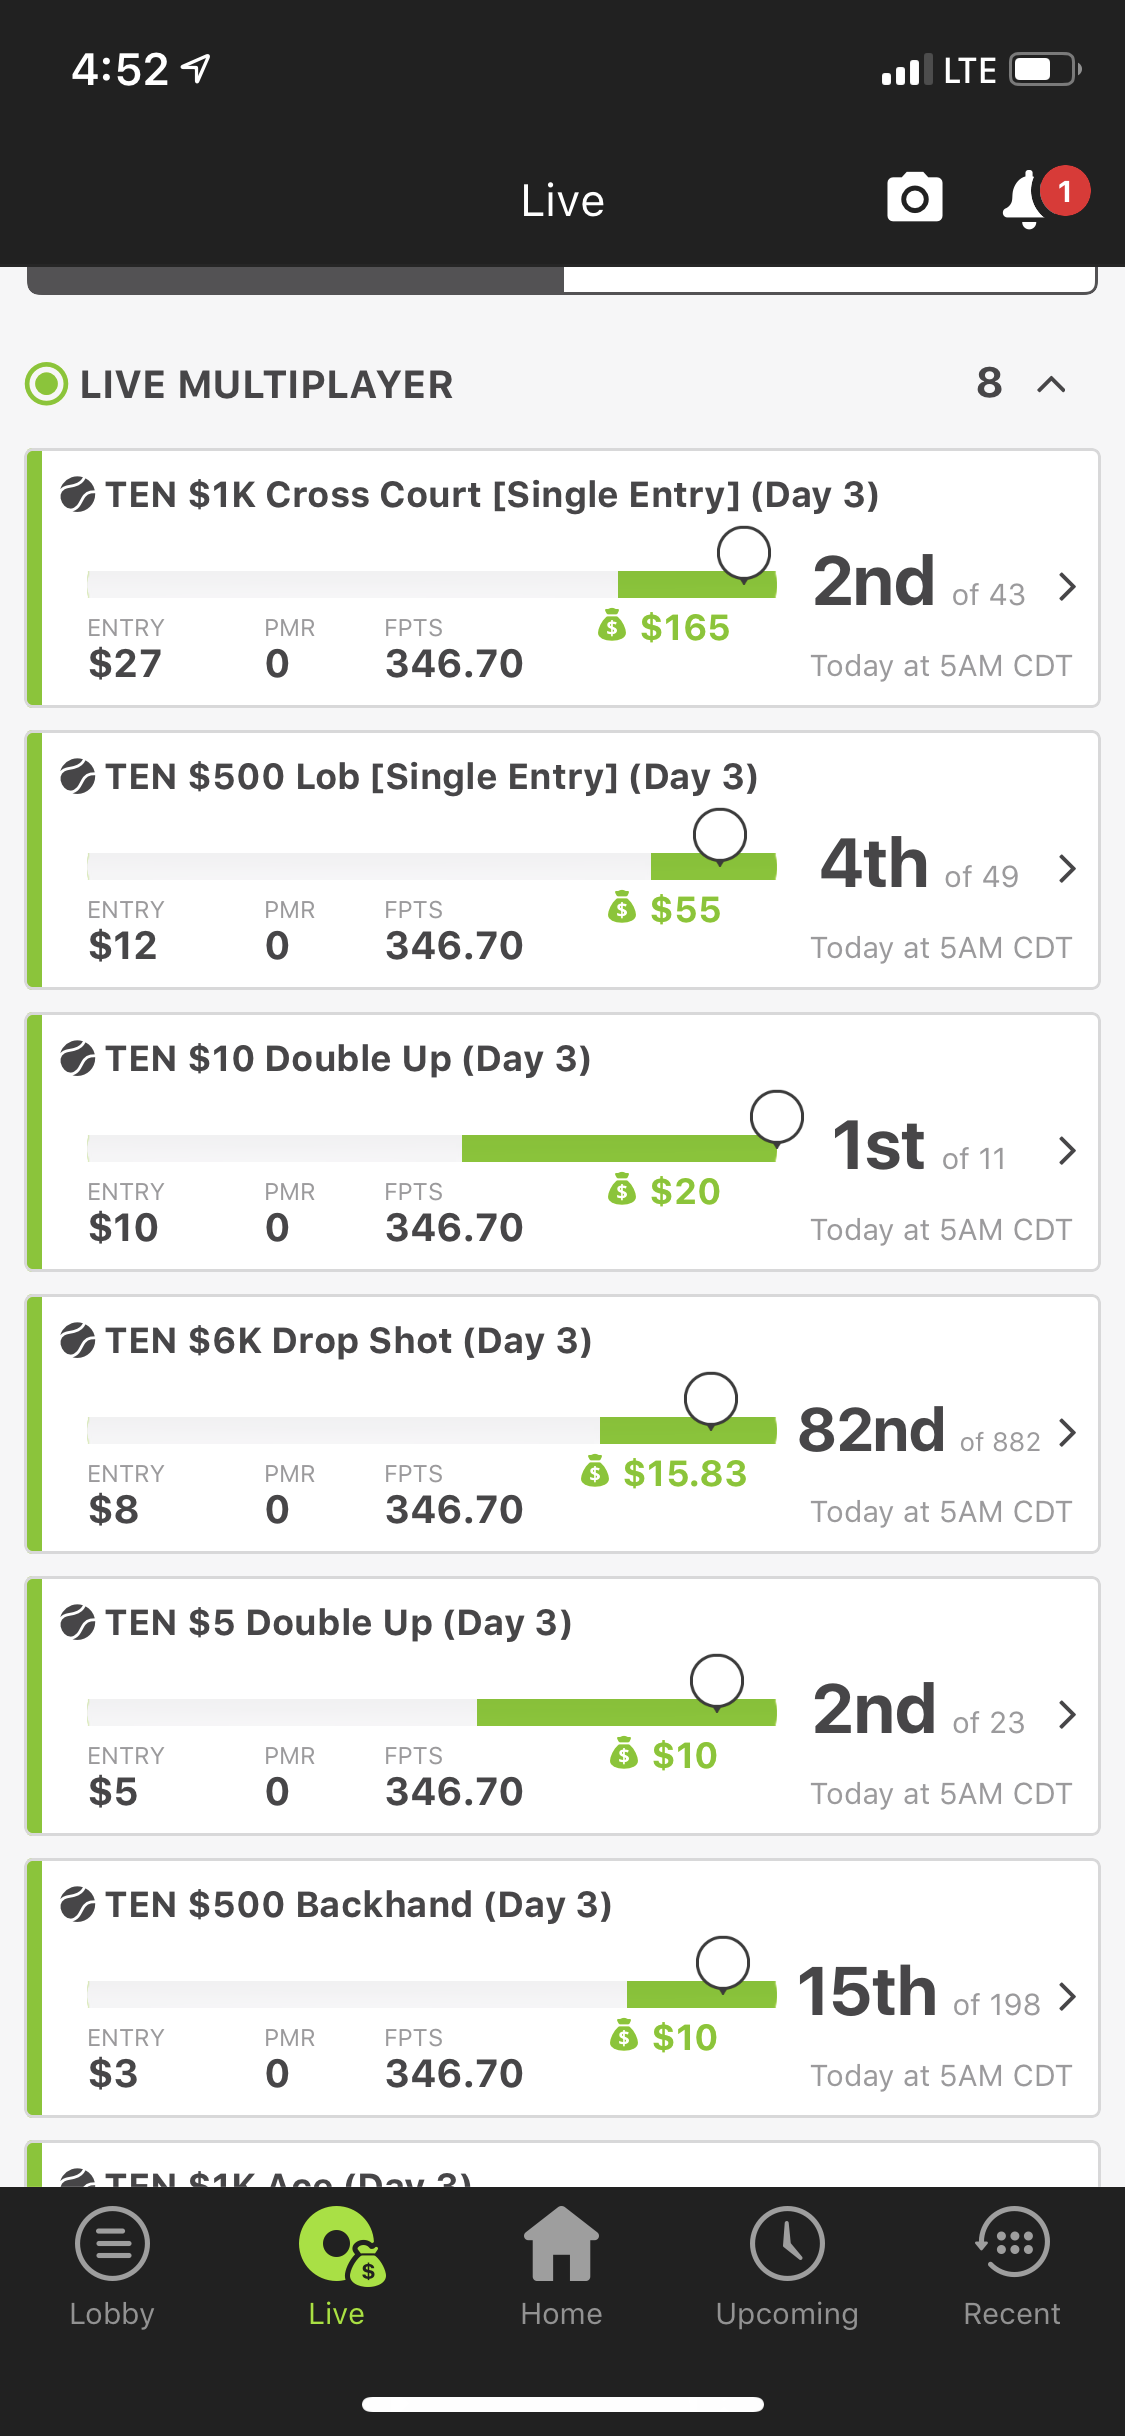 4:52 LTE
Live 1
LIVE MULTIPLAYER 8
TEN $1K Cross Court [Single Entry] (Day 3)
2nd of 43
$165
ENTRY PMR FPTS
$27 0 346.70
Today at 5AM CDT
TEN $500 Lob [Single Entry] (Day 3)
4th of 49
$55
ENTRY PMR FPTS
$12 0 346.70
Today at 5AM CDT
TEN $10 Double Up (Day 3)
1st of 11
$20
ENTRY PMR FPTS
$10 0 346.70
Today at 5AM CDT
TEN $6K Drop Shot (Day 3)
82nd of 882
$15.83
ENTRY PMR FPTS
$8 0 346.70
Today at 5AM CDT
TEN $5 Double Up (Day 3)
2nd of 23
$10
ENTRY PMR FPTS
$5 0 346.70
Today at 5AM CDT
TEN $500 Backhand (Day 3)
15th of 198
$10
ENTRY PMR FPTS
$3 0 346.70
Today at 5AM CDT
TEN $1K Ace (Day 3)
Lobby Live Home Upcoming Recent